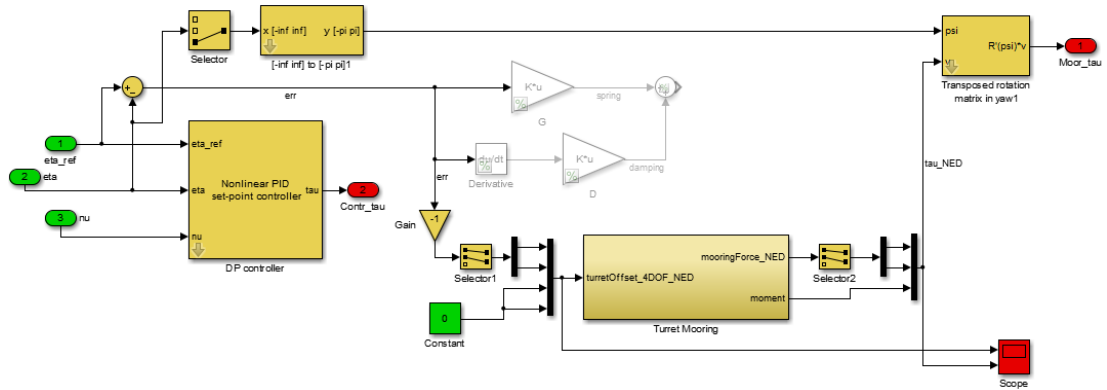 x [-inf inf] y [-pi pi]
Selector
[-inf inf] to [-pi pi]1
psi
R'(psi)*v
v
1
Moor_tau
Transposed rotation
matrix in yaw1
+
-
err
K*u
spring
G
1
eta_ref
2
eta
3
nu
eta_ref
eta
nu
Nonlinear PID
set-point controller
tau
DP controller
2
Contr_tau
err
du/dt
Derivative
K*u
damping
D
tau_NED
Gain
-1
Selector1
0
Constant
turretOffset_4DOF_NED
mooringForce_NED
moment
Turret Mooring
Selector2
Scope